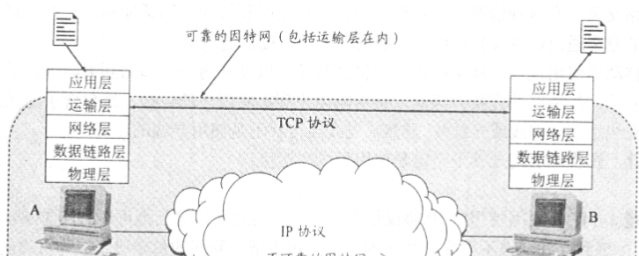 可靠的因特网（包括运输层在内）
应用层
运输层
网络层
数据链路层
物理层
A
TCP 协议
应用层
运输层
网络层
数据链路层
物理层
B
IP 协议